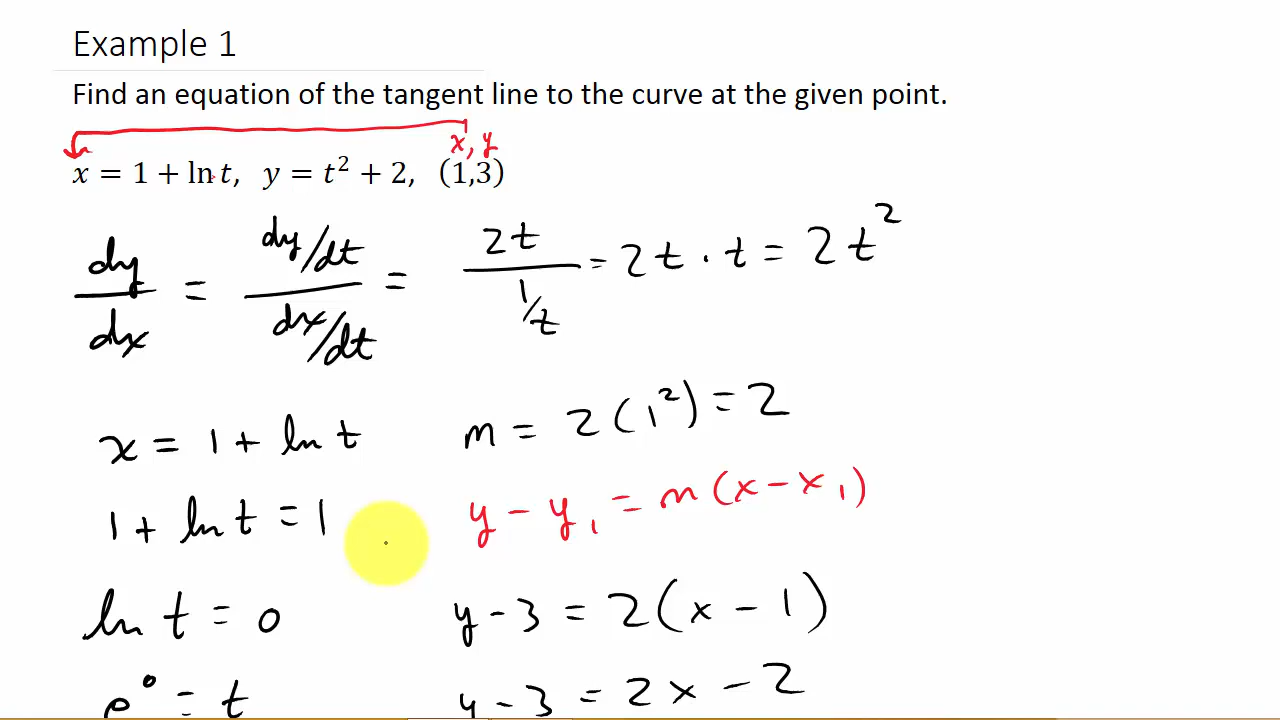 Example 1
Find an equation of the tangent line to the curve at the given point.
x, y
x = 1 + ln t, y = t² + 2, (1,3)
dy/dx = (dy/dt)/(dx/dt) = 2t/(1/t) = 2t · t = 2t²
x = 1 + ln t
m = 2(1²) = 2
1 + ln t = 1
y - y₁ = m(x - x₁)
ln t = 0
y - 3 = 2(x - 1)
e⁰ = t
y - 3 = 2x - 2